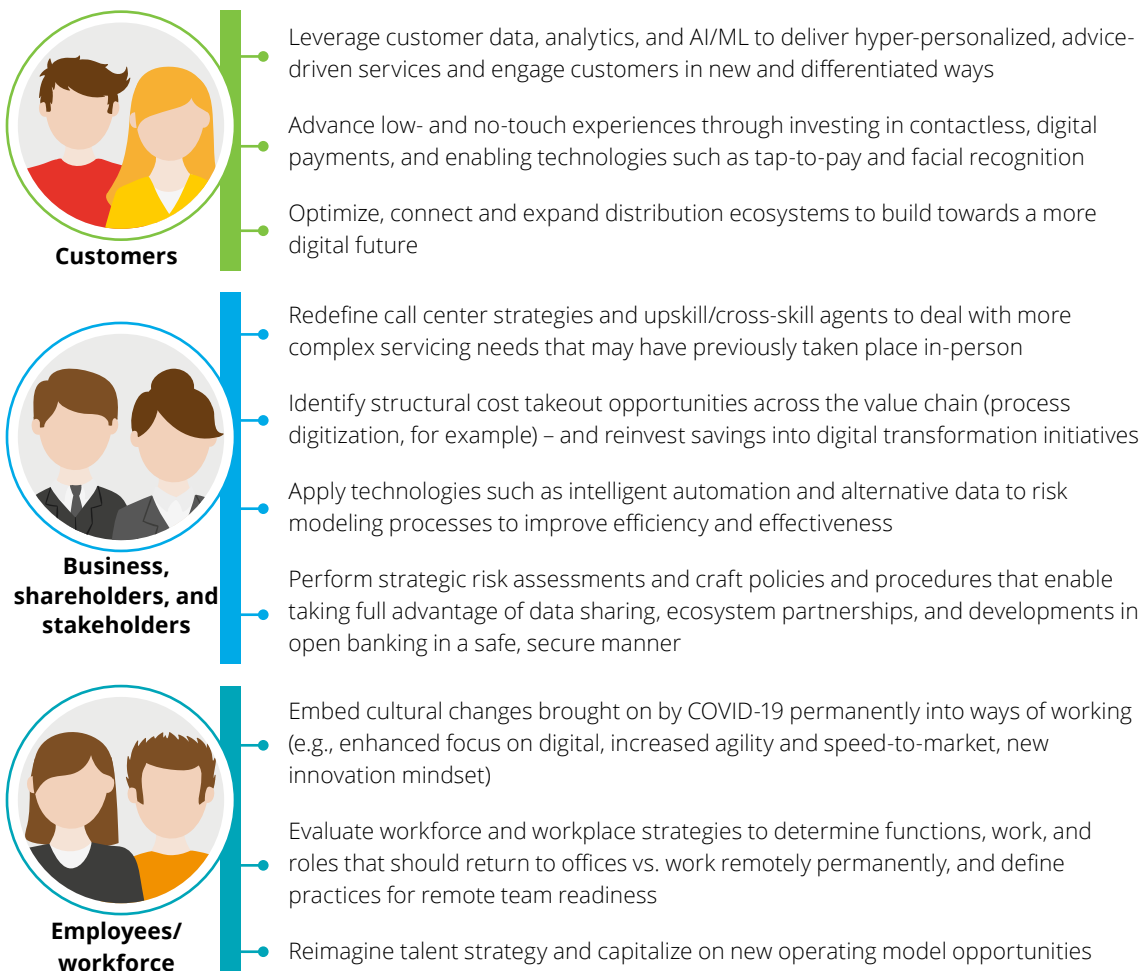 Leverage customer data, analytics, and AI/ML to deliver hyper-personalized, advice-
driven services and engage customers in new and differentiated ways
Advance low- and no-touch experiences through investing in contactless, digital
payments, and enabling technologies such as tap-to-pay and facial recognition
Optimize, connect and expand distribution ecosystems to build towards a more
digital future
Customers
Redefine call center strategies and upskill/cross-skill agents to deal with more
complex servicing needs that may have previously taken place in-person
Identify structural cost takeout opportunities across the value chain (process
digitization, for example) – and reinvest savings into digital transformation initiatives
Apply technologies such as intelligent automation and alternative data to risk
modeling processes to improve efficiency and effectiveness
Perform strategic risk assessments and craft policies and procedures that enable
taking full advantage of data sharing, ecosystem partnerships, and developments in
open banking in a safe, secure manner
Business,
shareholders, and
stakeholders
Embed cultural changes brought on by COVID-19 permanently into ways of working
(e.g., enhanced focus on digital, increased agility and speed-to-market, new
innovation mindset)
Evaluate workforce and workplace strategies to determine functions, work, and
roles that should return to offices vs. work remotely permanently, and define
practices for remote team readiness
Reimagine talent strategy and capitalize on new operating model opportunities
Employees/
workforce